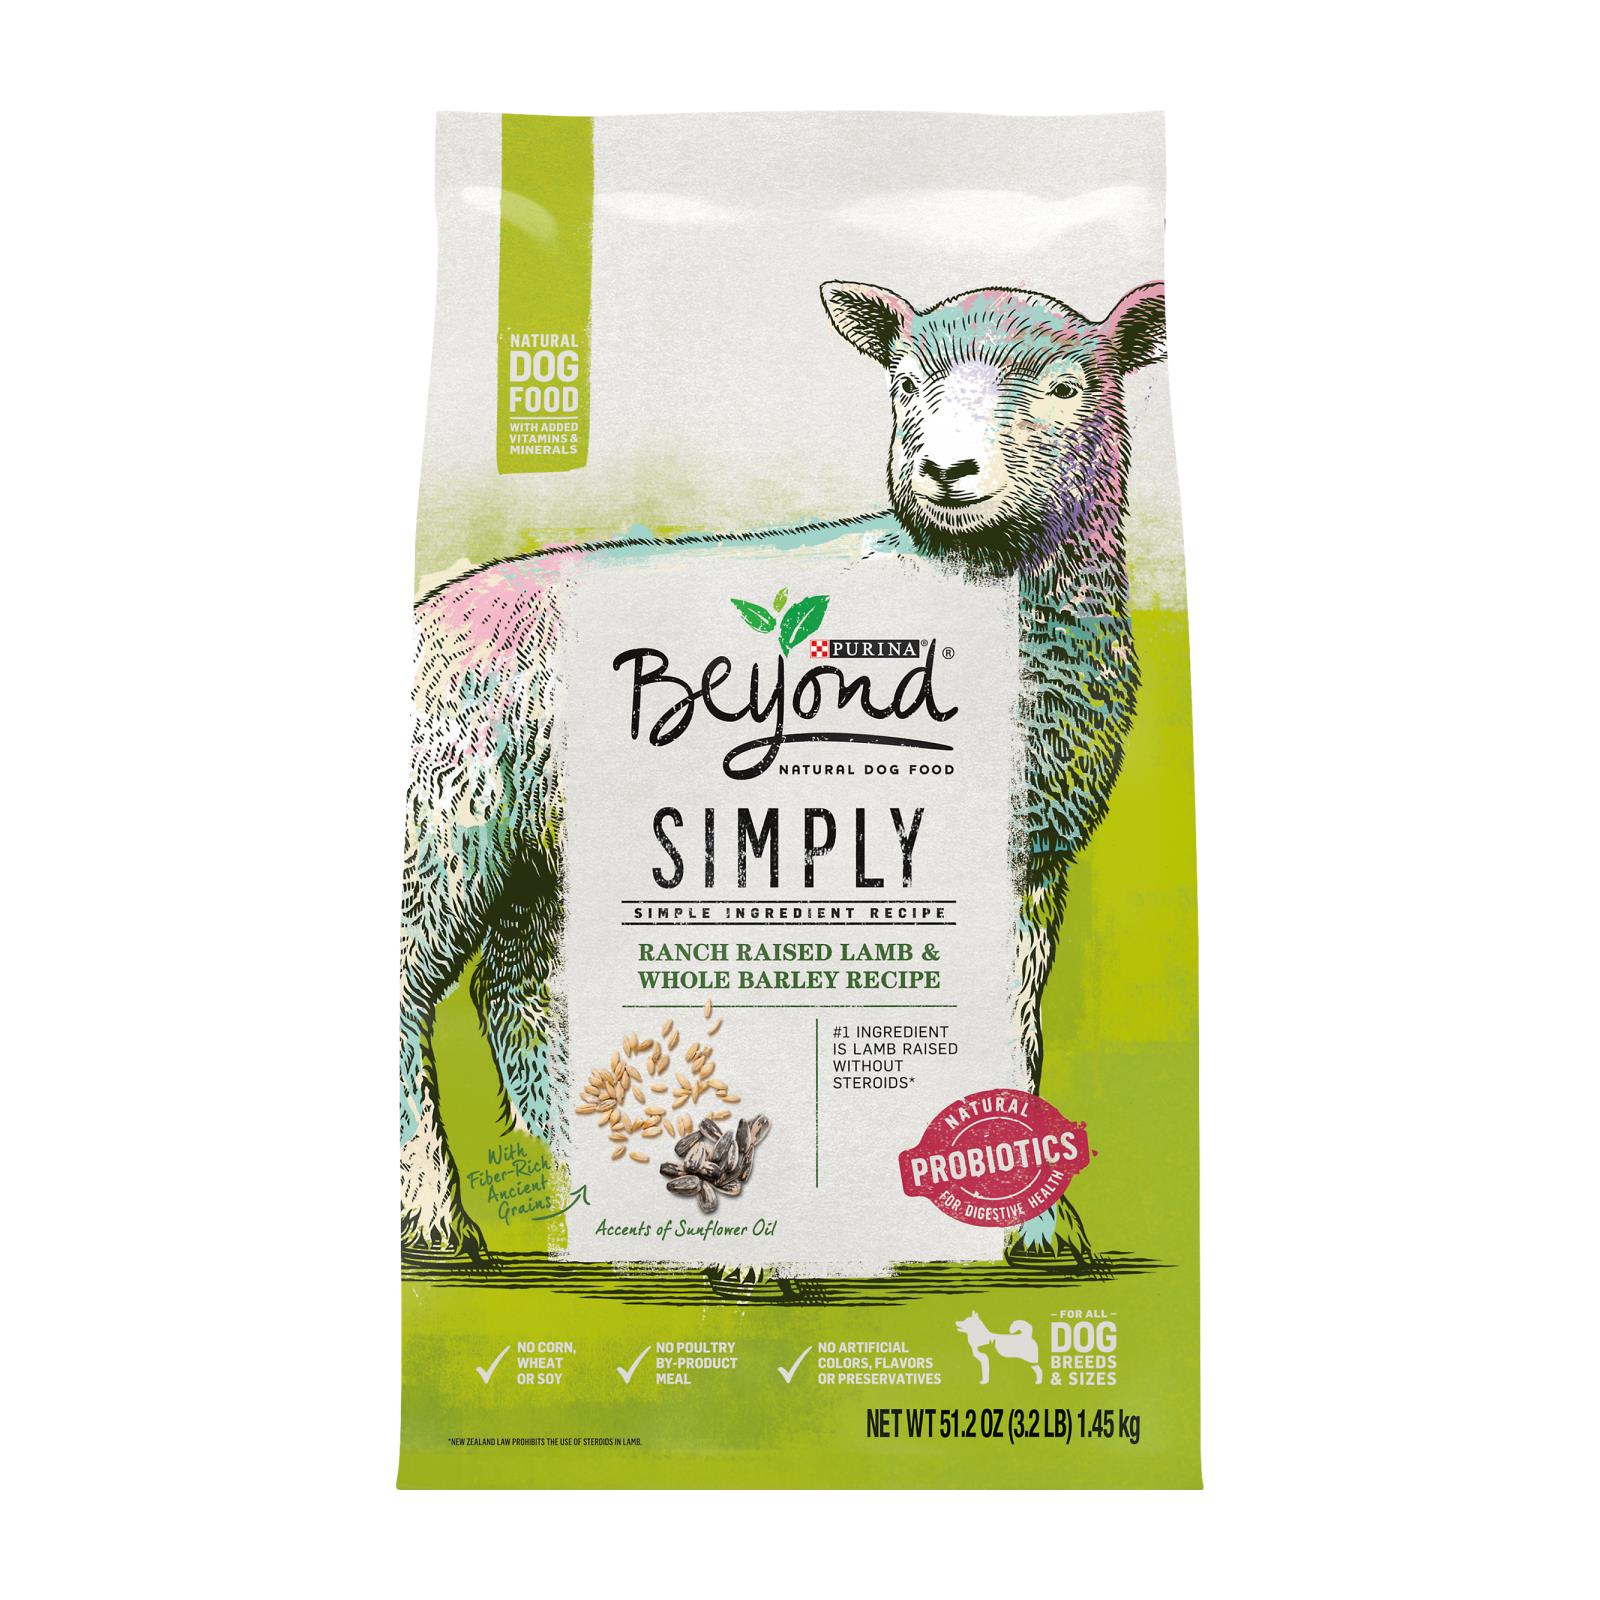 NATURAL
DOG
FOOD
WITH ADDED
VITAMINS &
MINERALS
PURINA®
Beyond®
NATURAL DOG FOOD
SIMPLY
SIMPLE INGREDIENT RECIPE
RANCH RAISED LAMB &
WHOLE BARLEY RECIPE
#1 INGREDIENT
IS LAMB RAISED
WITHOUT
STEROIDS*
NATURAL
PROBIOTICS
FOR DIGESTIVE HEALTH
With
Fiber-Rich
Ancient
Grains
Accents of Sunflower Oil
NO CORN,
WHEAT
OR SOY
NO POULTRY
BY-PRODUCT
MEAL
NO ARTIFICIAL
COLORS, FLAVORS
OR PRESERVATIVES
-FOR ALL-
DOG
BREEDS
& SIZES
NET WT 51.2 OZ (3.2 LB) 1.45 kg
*NEW ZEALAND LAW PROHIBITS THE USE OF STEROIDS IN LAMB.